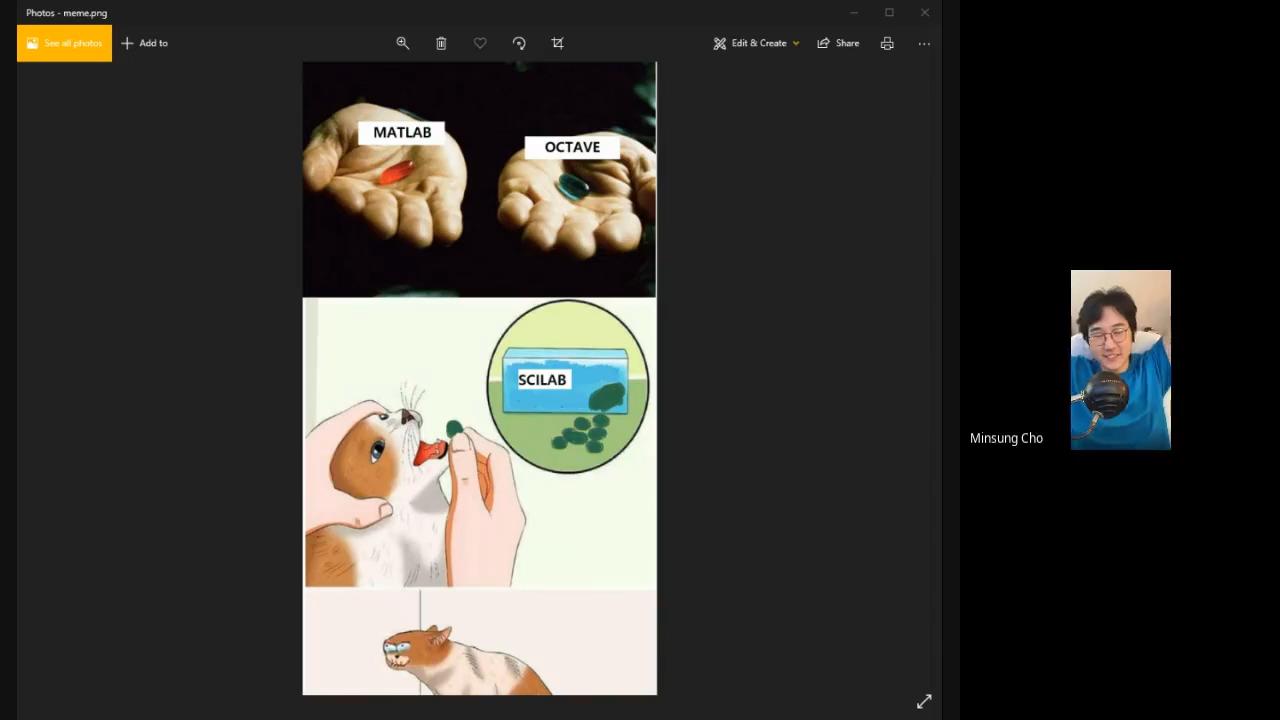 Photos - meme.png
See all photos
Add to
Edit & Create
Share
MATLAB
OCTAVE
SCILAB
Minsung Cho